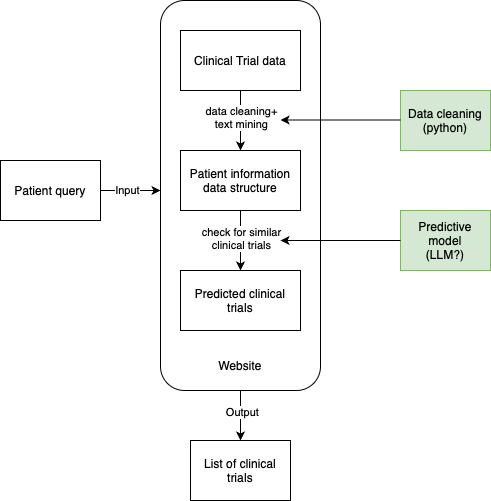 Clinical Trial data
data cleaning+
text mining
Data cleaning
(python)
Patient query
Input
Patient information
data structure
check for similar
clinical trials
Predictive
model
(LLM?)
Predicted clinical
trials
Website
Output
List of clinical
trials